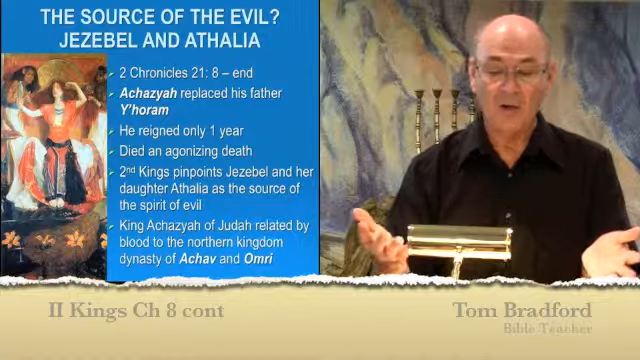 THE SOURCE OF THE EVIL?
JEZEBEL AND ATHALIA
2 Chronicles 21: 8 – end
Achazyah replaced his father
Y'horam
He reigned only 1 year
Died an agonizing death
2nd Kings pinpoints Jezebel and her
daughter Athalia as the source of
the spirit of evil
King Achazyah of Judah related by
blood to the northern kingdom
dynasty of Achav and Omri
II Kings Ch 8 cont
Tom Bradford
Bible Teacher